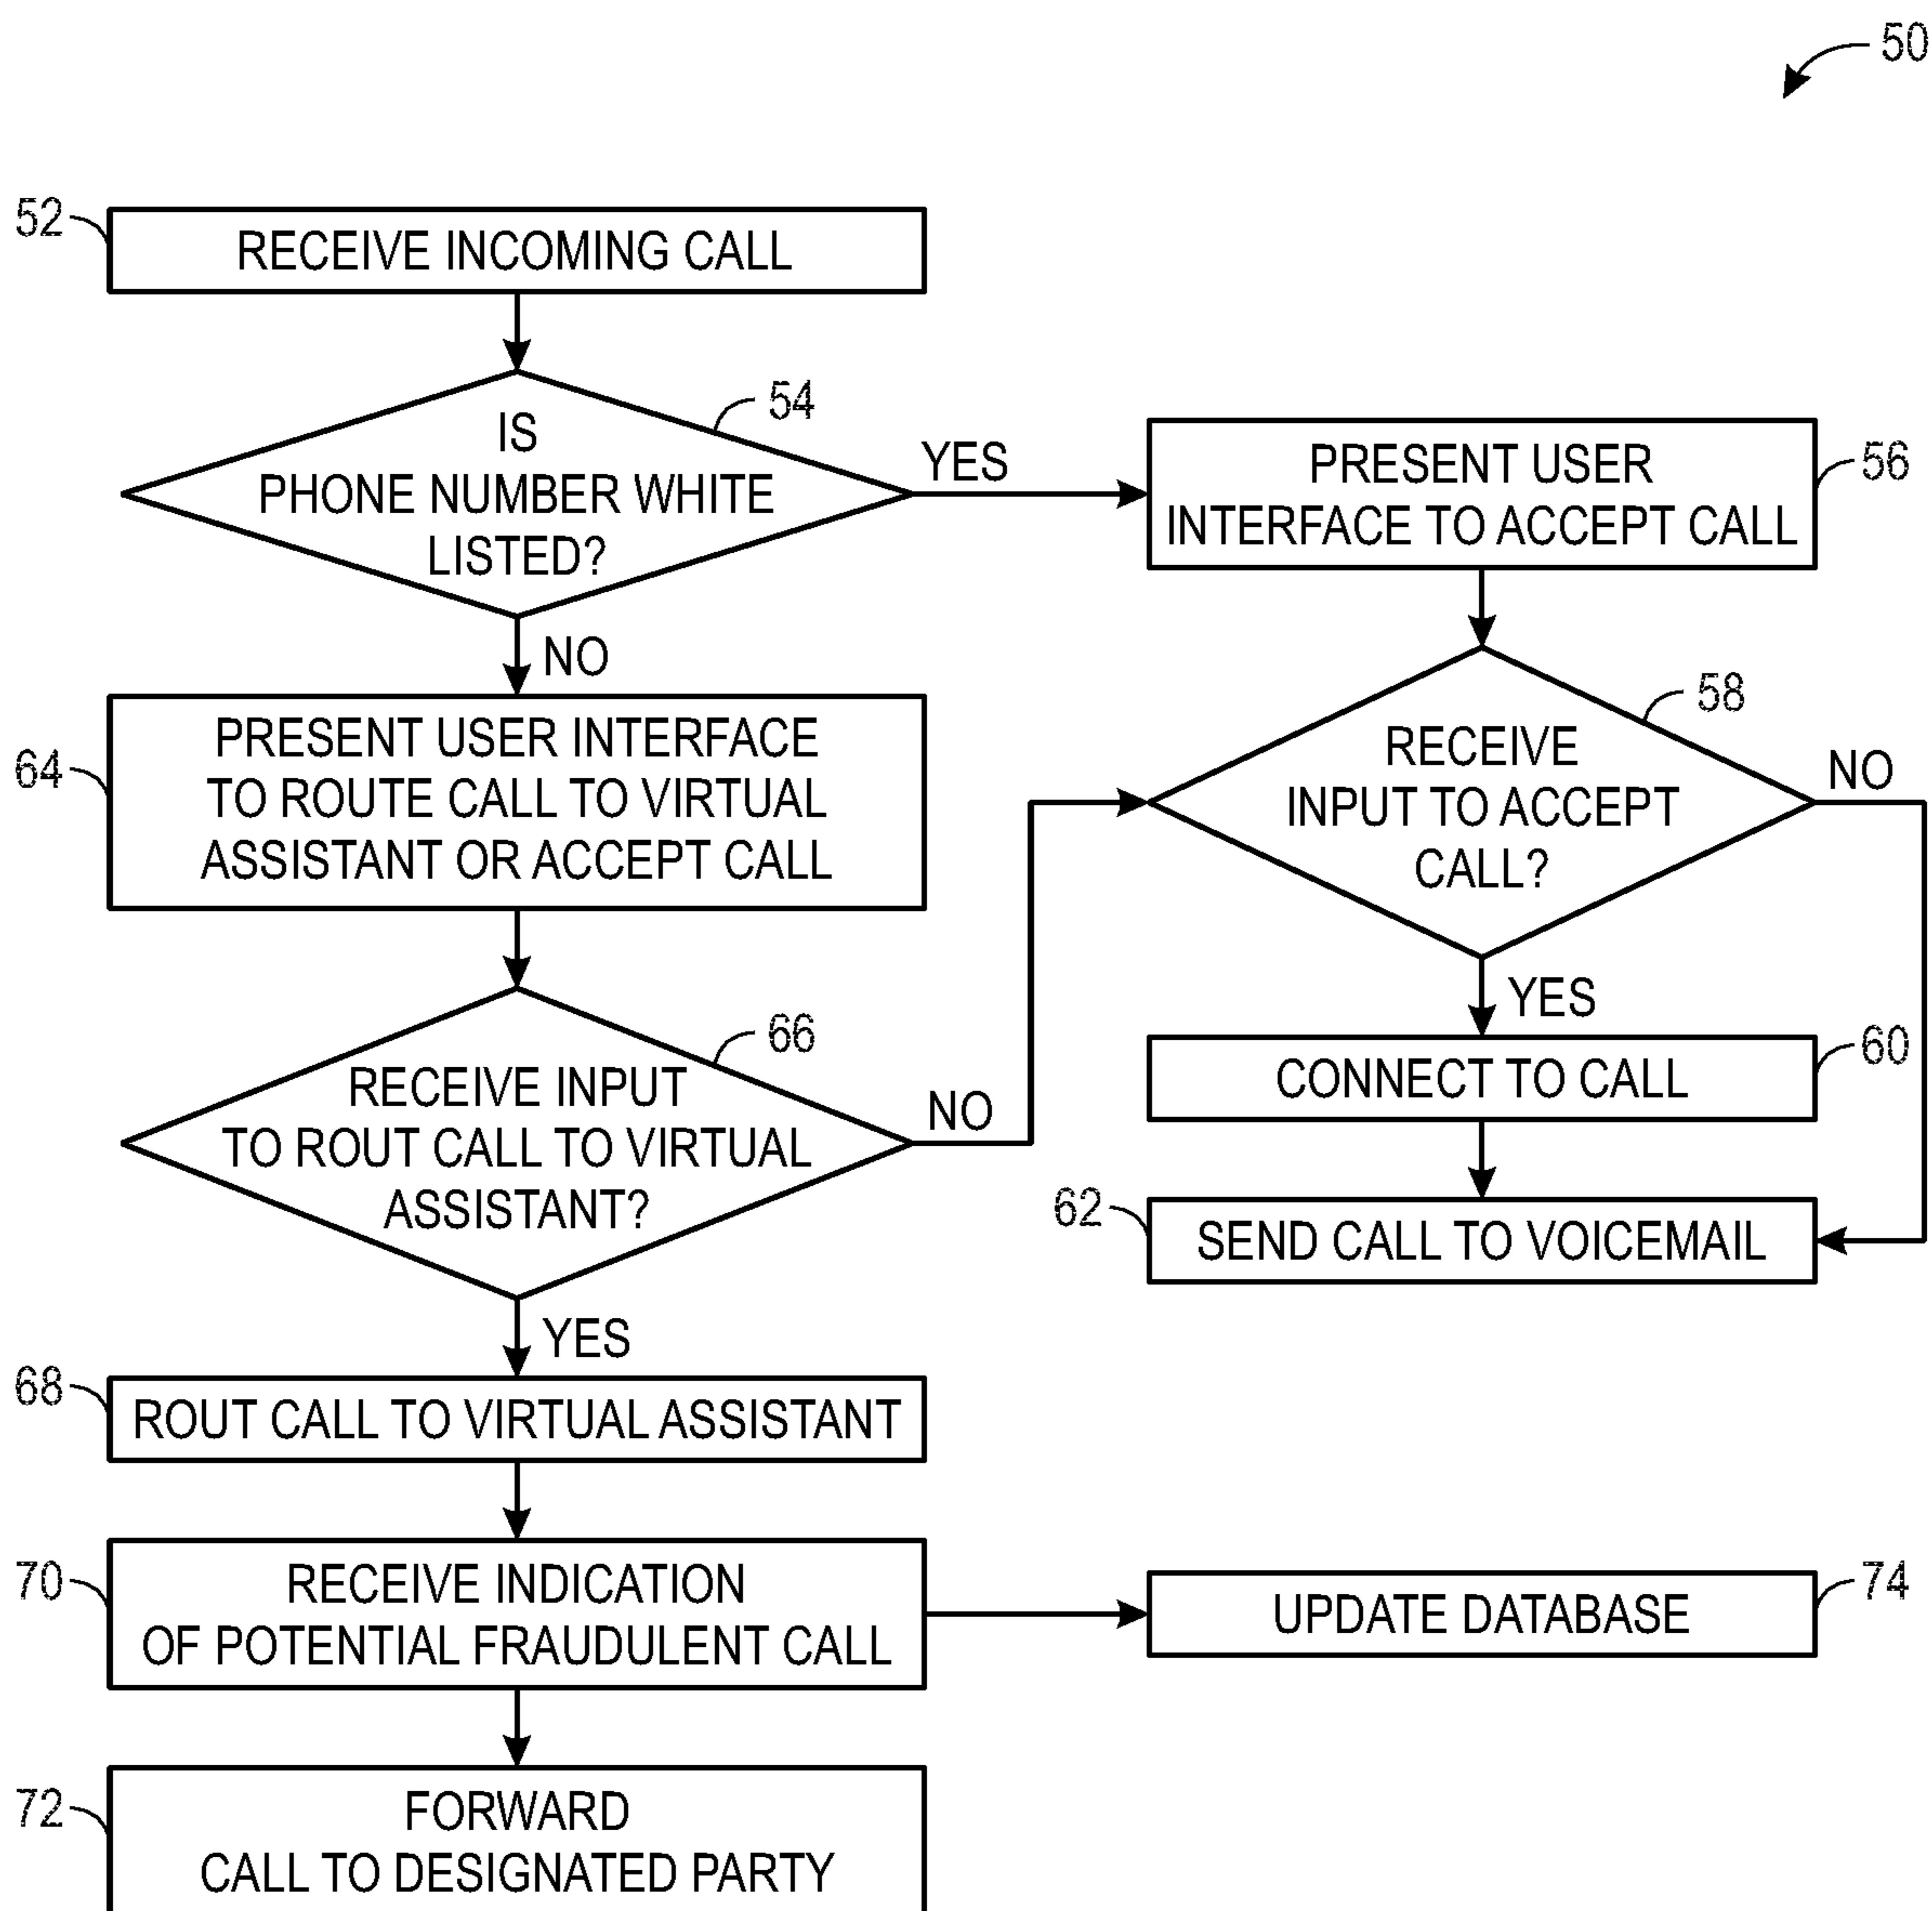 50
52
RECEIVE INCOMING CALL
54
IS
PHONE NUMBER WHITE
LISTED?
YES
NO
56
PRESENT USER
INTERFACE TO ACCEPT CALL
58
RECEIVE
INPUT TO ACCEPT
CALL?
NO
YES
60
CONNECT TO CALL
62
SEND CALL TO VOICEMAIL
64
PRESENT USER INTERFACE
TO ROUTE CALL TO VIRTUAL
ASSISTANT OR ACCEPT CALL
66
RECEIVE INPUT
TO ROUT CALL TO VIRTUAL
ASSISTANT?
NO
YES
68
ROUT CALL TO VIRTUAL ASSISTANT
70
RECEIVE INDICATION
OF POTENTIAL FRAUDULENT CALL
74
UPDATE DATABASE
72
FORWARD
CALL TO DESIGNATED PARTY